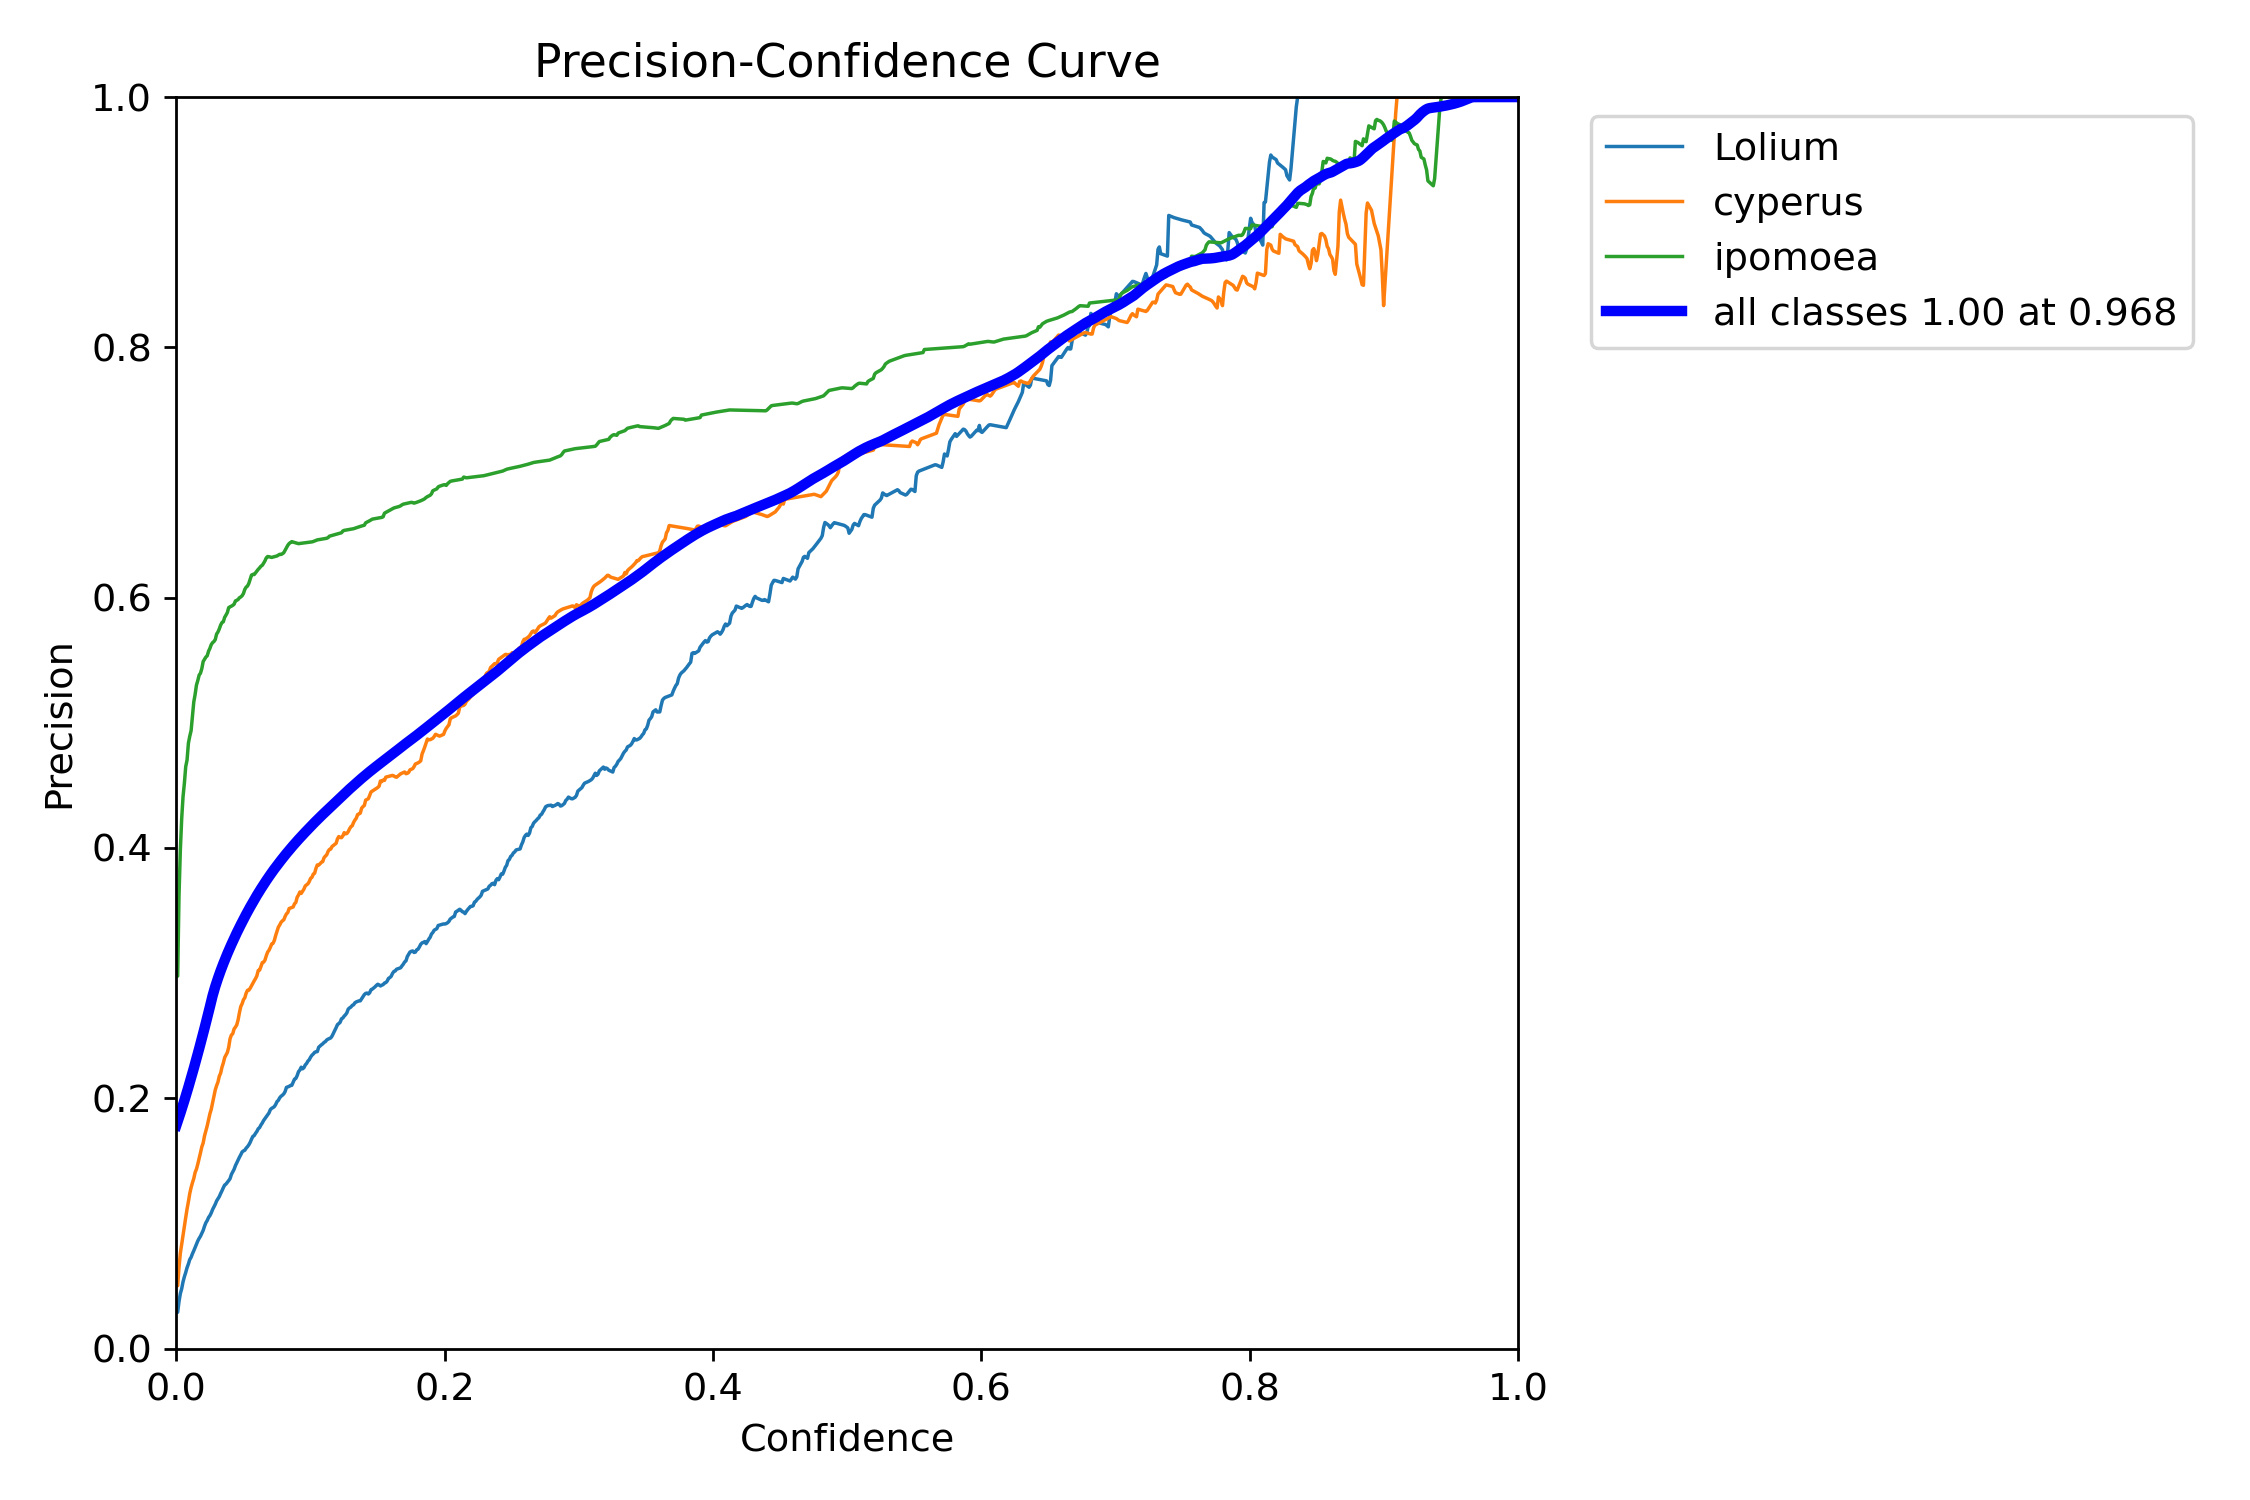 Precision-Confidence Curve
1.0
0.8
0.6
0.4
0.2
0.0
Precision
0.0 0.2 0.4 0.6 0.8 1.0
Confidence
Lolium
cyperus
ipomoea
all classes 1.00 at 0.968